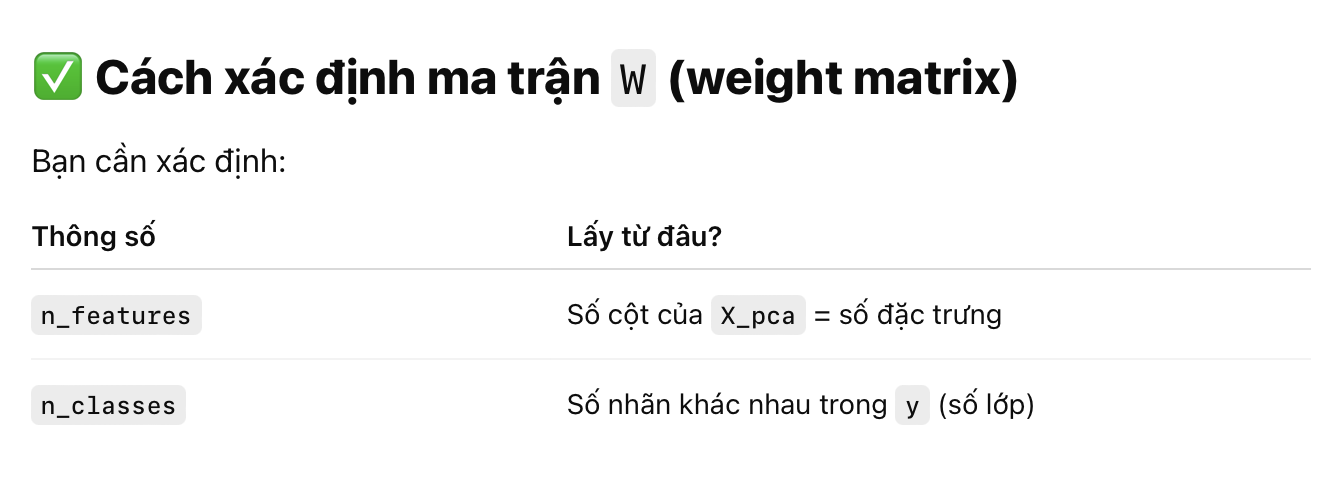 ✅ Cách xác định ma trận W (weight matrix)
Bạn cần xác định:
Thông số Lấy từ đâu?
n_features Số cột của X_pca = số đặc trưng
n_classes Số nhãn khác nhau trong y (số lớp)